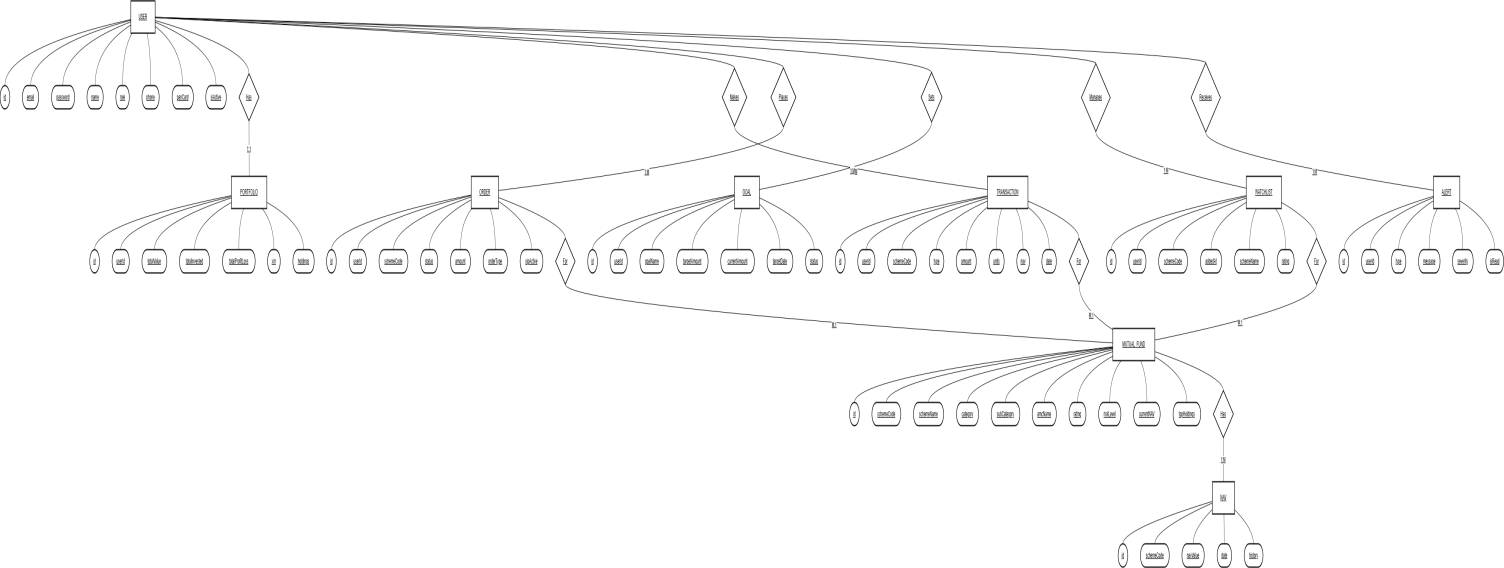 USER
id
email
password
name
role
phone
panCard
isActive
Has
Makes
Places
Sets
Manages
Receives
1:1
1:M
1:M
1:M
PORTFOLIO
ORDER
GOAL
TRANSACTION
WATCHLIST
ALERT
id
userId
totalValue
totalInvested
totalProfitLoss
xirr
holdings
id
userId
schemeCode
status
amount
orderType
sipActive
For
id
userId
goalName
targetAmount
currentAmount
targetDate
status
id
userId
schemeCode
type
amount
units
nav
date
For
id
userId
schemeCode
addedAt
schemeName
rating
For
id
userId
type
message
severity
isRead
M:1
M:1
M:1
MUTUAL_FUND
id
schemeCode
schemeName
category
subCategory
amcName
rating
riskLevel
currentNAV
topHoldings
Has
1:M
NAV
id
schemeCode
navValue
date
history